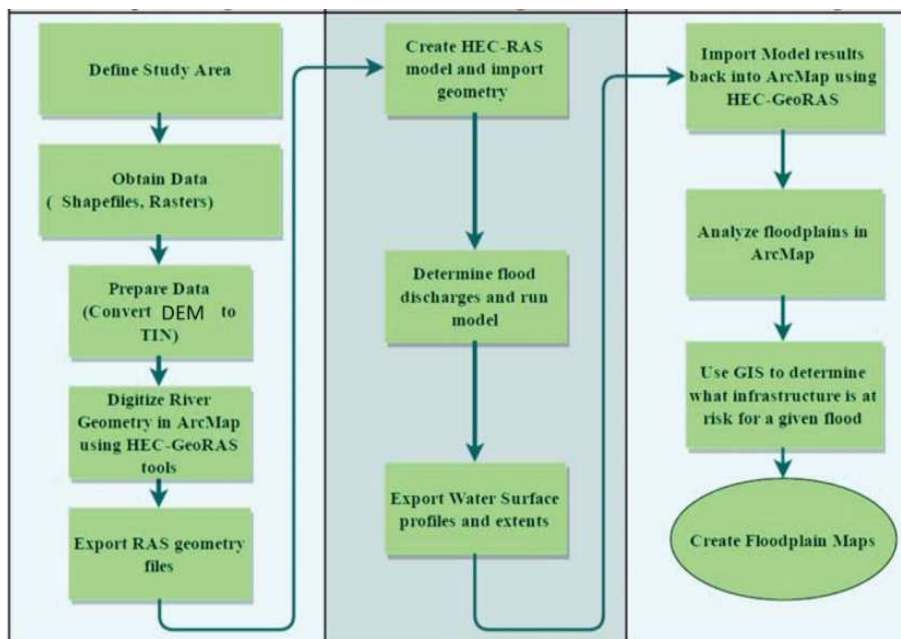 Define Study Area
Obtain Data
( Shapefiles, Rasters)
Prepare Data
(Convert DEM to
TIN)
Digitize River
Geometry in ArcMap
using HEC-GeoRAS
tools
Export RAS geometry
files
Create HEC-RAS
model and import
geometry
Determine flood
discharges and run
model
Export Water Surface
profiles and extents
Import Model results
back into ArcMap using
HEC-GeoRAS
Analyze floodplains in
ArcMap
Use GIS to determine
what infrastructure is at
risk for a given flood
Create Floodplain Maps